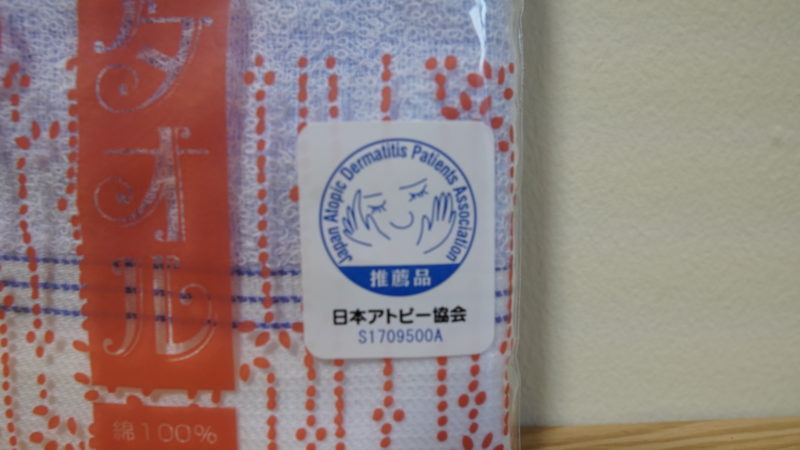 タオル
綿100%
Japan Atopic Dermatitis Patients Association
推薦品
日本アトピー協会
S1709500A